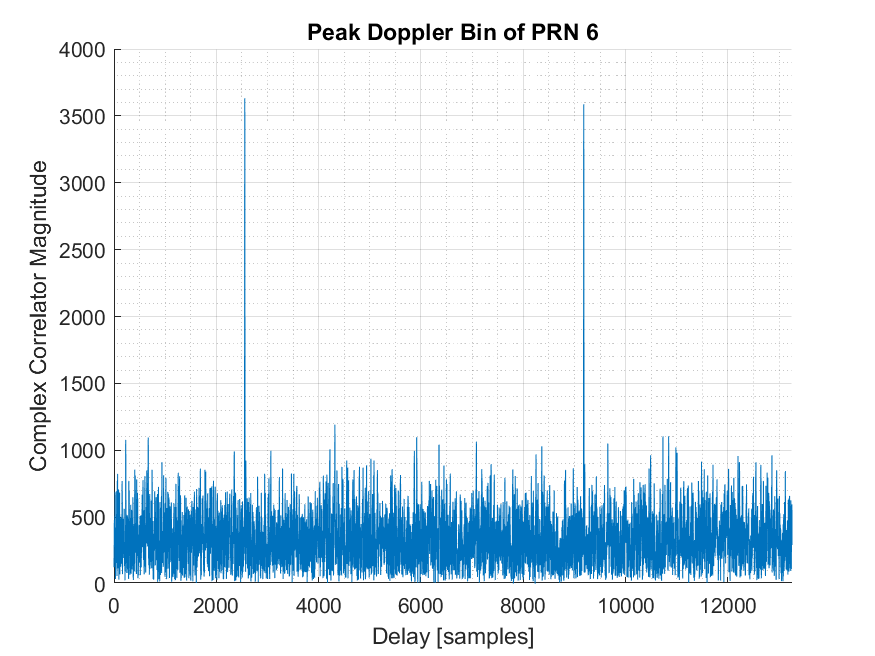 Peak Doppler Bin of PRN 6
4000
3500
3000
2500
2000
1500
1000
500
0
Complex Correlator Magnitude
0 2000 4000 6000 8000 10000 12000
Delay [samples]